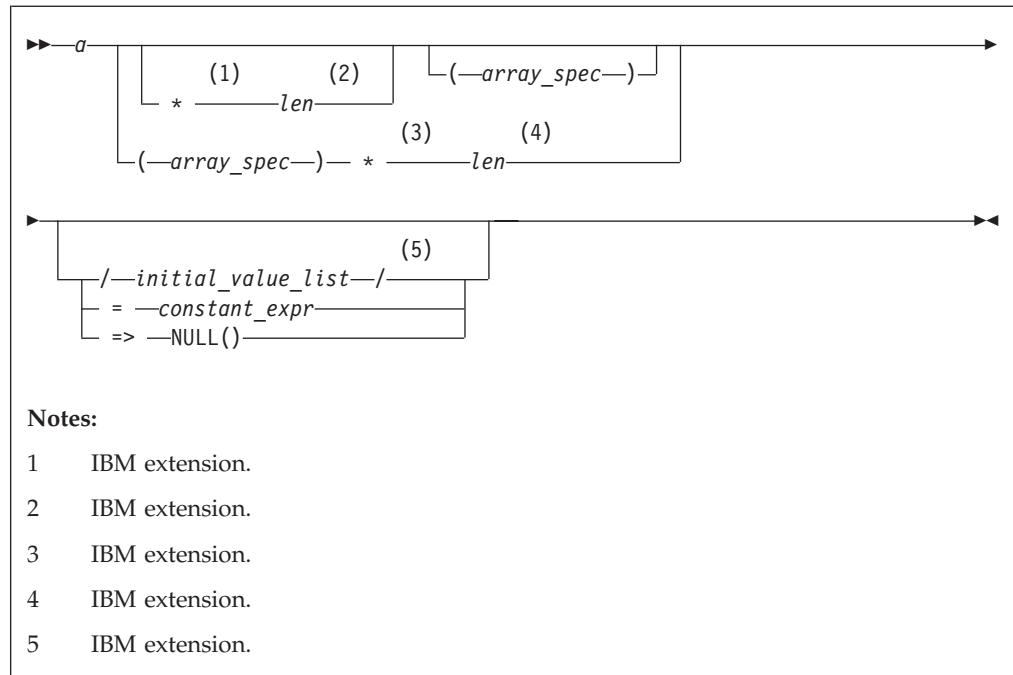 a
(1) (2)
* len
( array_spec )
(3) (4)
( array_spec ) * len
(5)
/ initial_value_list /
= constant_expr
=> NULL()
Notes:
1 IBM extension.
2 IBM extension.
3 IBM extension.
4 IBM extension.
5 IBM extension.